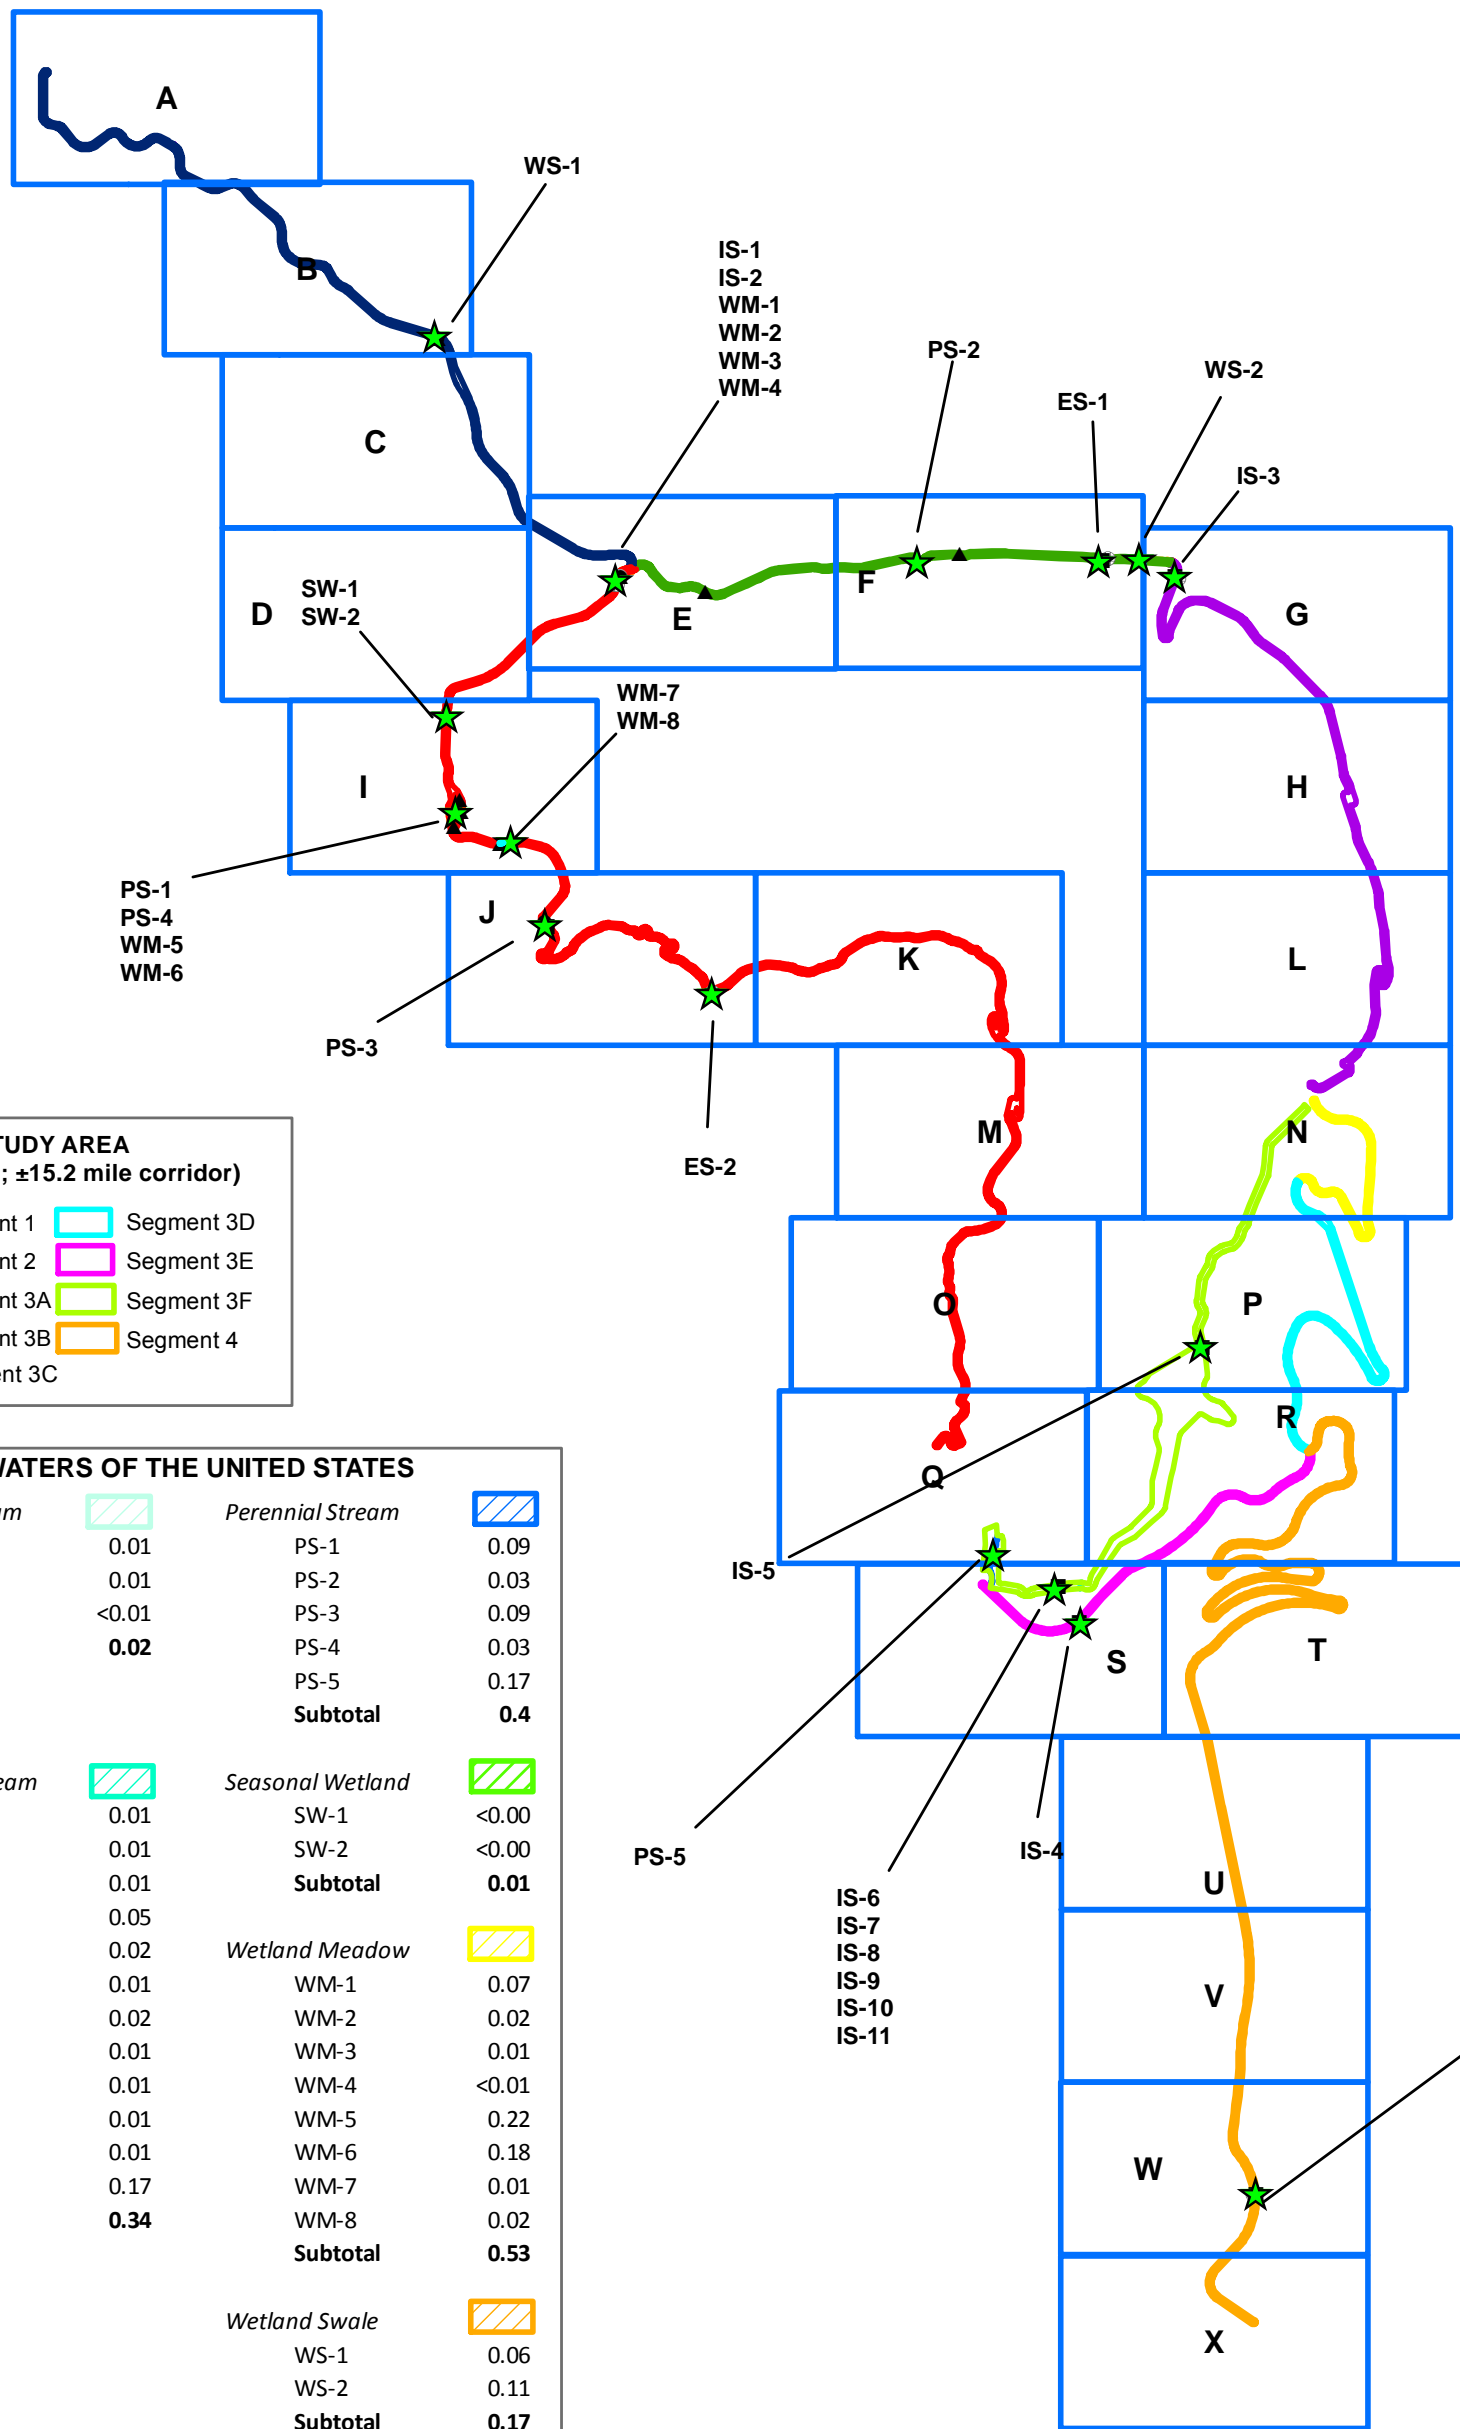 A
WS-1
B
IS-1
IS-2
WM-1
WM-2
WM-3
WM-4
PS-2
WS-2
ES-1
C
IS-3
F
SW-1
SW-2
D
E
G
WM-7
WM-8
I
H
PS-1
PS-4
WM-5
WM-6
J
K
L
PS-3
M
N
ES-2
TUDY AREA
; ±15.2 mile corridor)
nt 1 Segment 3D
nt 2 Segment 3E
nt 3A Segment 3F
nt 3B Segment 4
ent 3C
O
P
R
Q
IS-5
S
T
PS-5
IS-4
IS-6
IS-7
IS-8
IS-9
IS-10
IS-11
U
V
W
X
WATERS OF THE UNITED STATES
am Perennial Stream
0.01 PS-1 0.09
0.01 PS-2 0.03
<0.01 PS-3 0.09
0.02 PS-4 0.03
PS-5 0.17
Subtotal 0.4
eam Seasonal Wetland
0.01 SW-1 <0.00
0.01 SW-2 <0.00
0.01 Subtotal 0.01
0.05
0.02 Wetland Meadow
0.01 WM-1 0.07
0.02 WM-2 0.02
0.01 WM-3 0.01
0.01 WM-4 <0.01
0.01 WM-5 0.22
0.01 WM-6 0.18
0.17 WM-7 0.01
0.34 WM-8 0.02
Subtotal 0.53
Wetland Swale
WS-1 0.06
WS-2 0.11
Subtotal 0.17